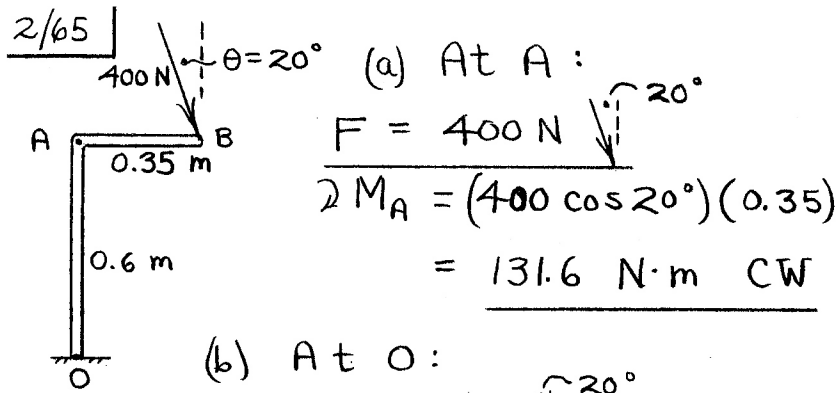 2/65
400 N
θ = 20°
A
B
0.35 m
0.6 m
O
(a) At A :
20°
F = 400 N
M_A = (400 cos 20°)(0.35)
= 131.6 N·m CW
(b) At O :
20°